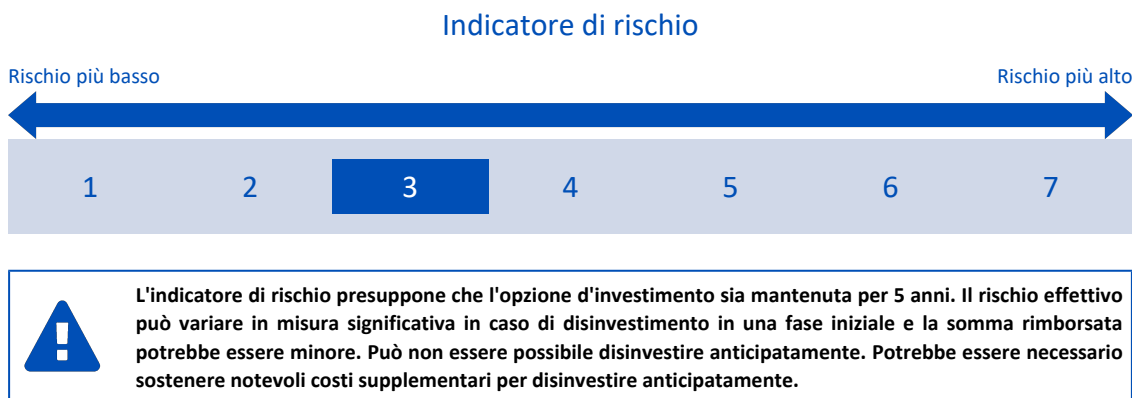 Indicatore di rischio
Rischio più basso
Rischio più alto
1 2 3 4 5 6 7
L'indicatore di rischio presuppone che l'opzione d'investimento sia mantenuta per 5 anni. Il rischio effettivo
può variare in misura significativa in caso di disinvestimento in una fase iniziale e la somma rimborsata
potrebbe essere minore. Può non essere possibile disinvestire anticipatamente. Potrebbe essere necessario
sostenere notevoli costi supplementari per disinvestire anticipatamente.